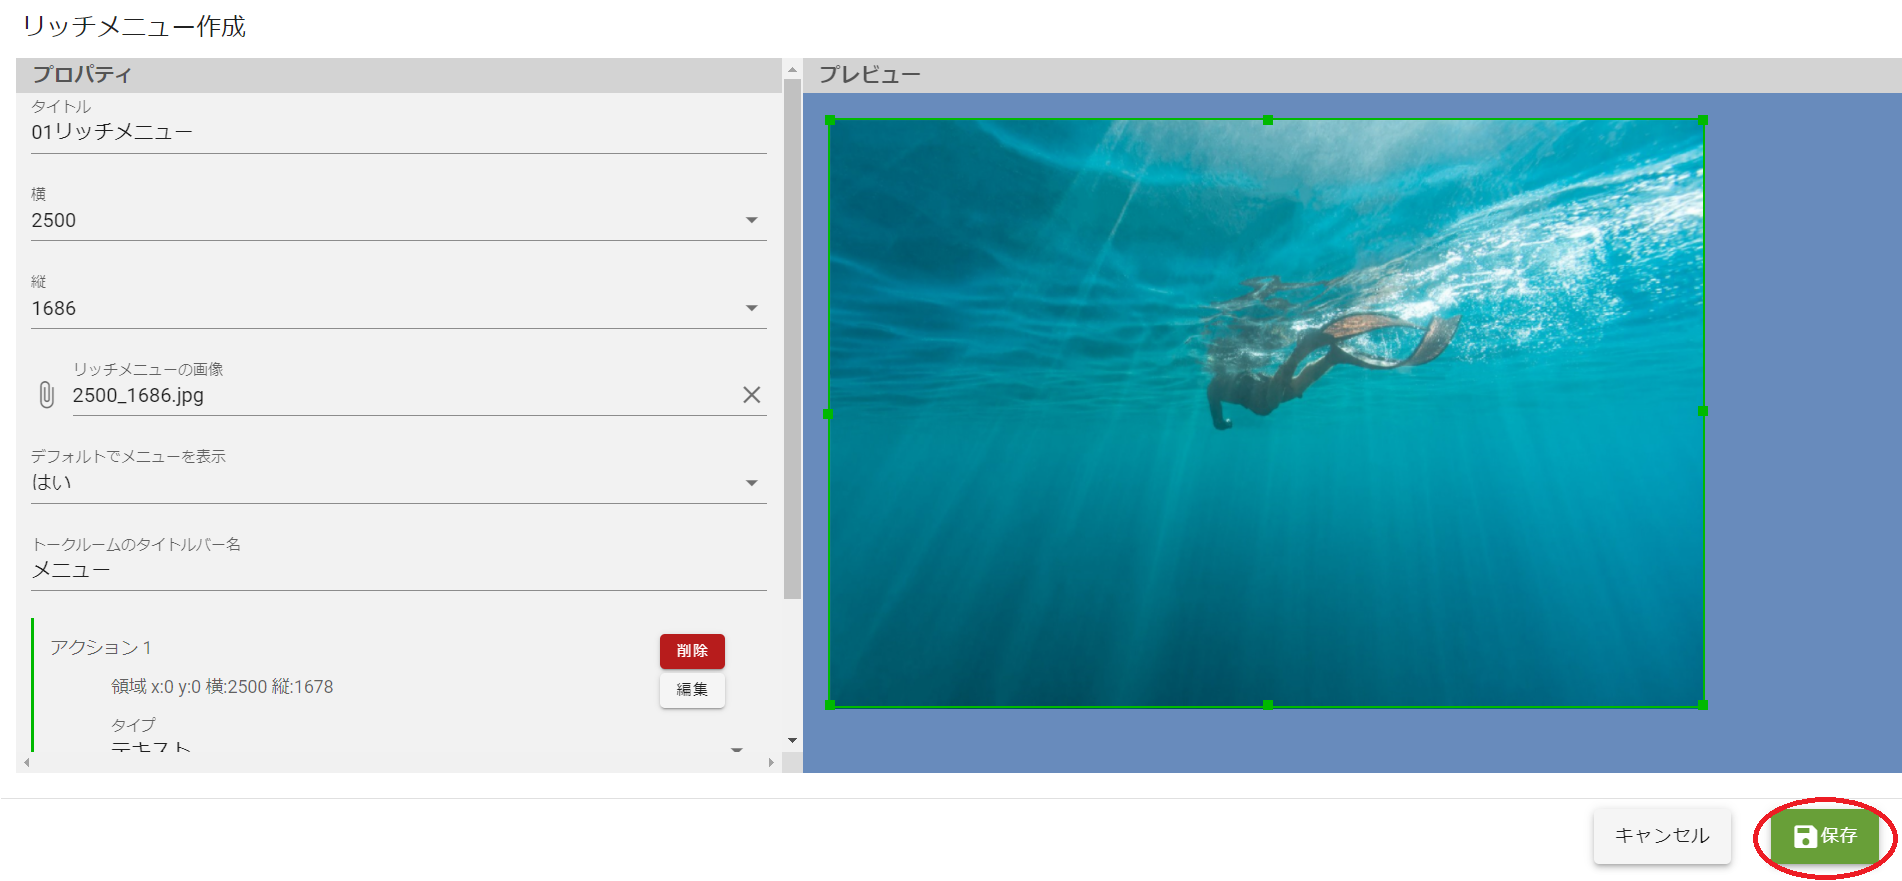 リッチメニュー作成
プロパティ
タイトル
01リッチメニュー
横
2500
縦
1686
リッチメニューの画像
2500_1686.jpg
デフォルトでメニューを表示
はい
トークルームのタイトルバー名
メニュー
アクション 1
削除
領域 x:0 y:0 横:2500 縦:1678
編集
タイプ
テキスト
プレビュー
キャンセル
保存